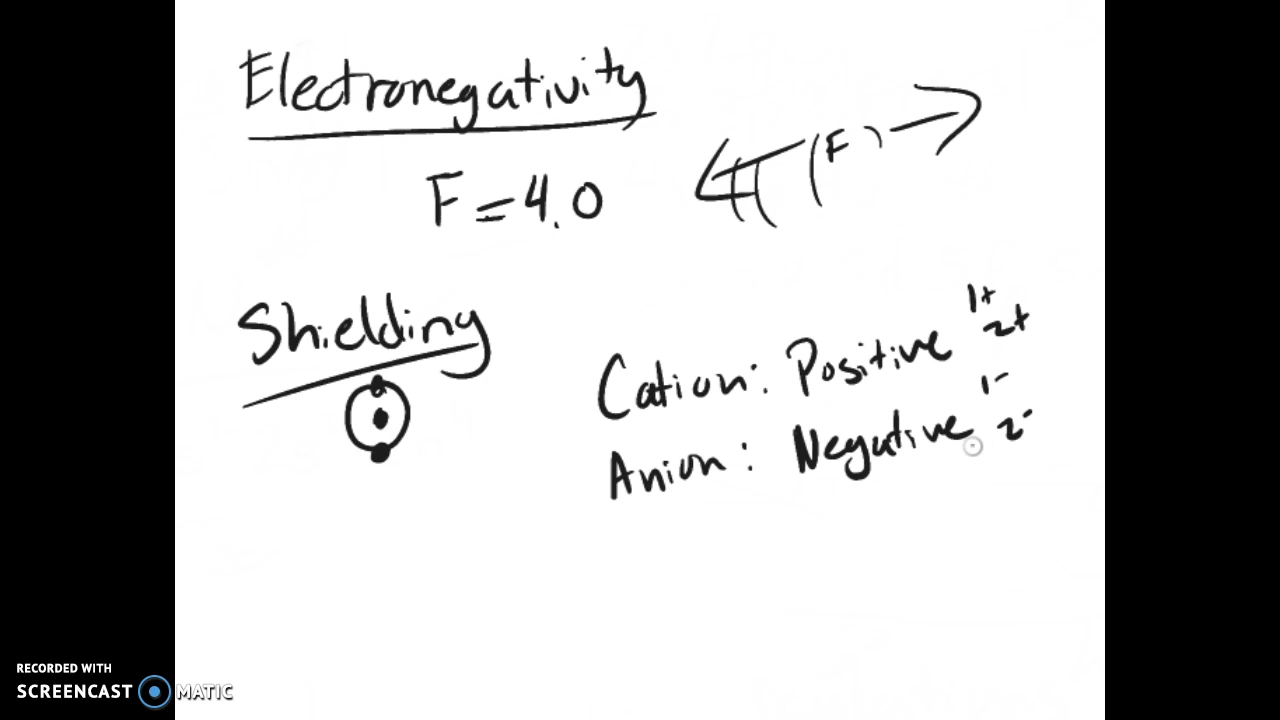 Electronegativity
F = 4.0
(F)
Shielding
Cation: Positive 1+ 2+
Anion: Negative 1- 2-
RECORDED WITH
SCREENCAST MATIC